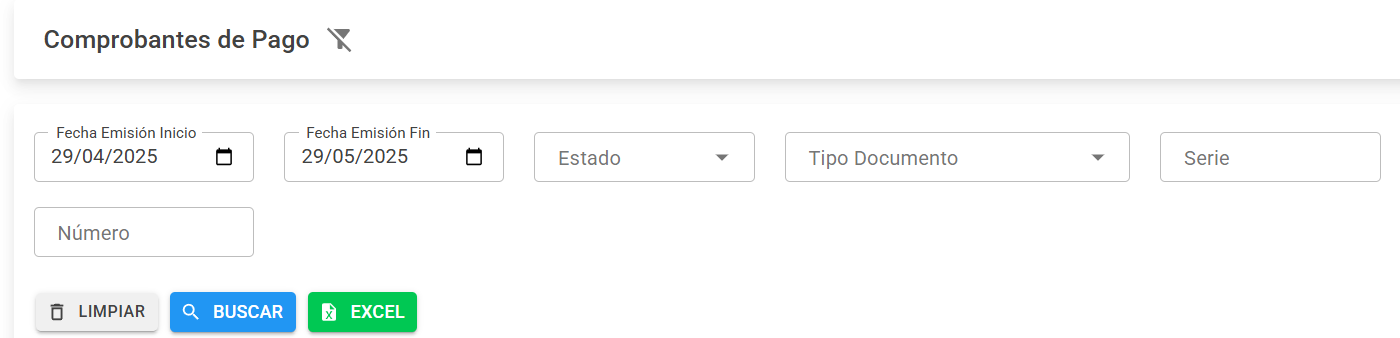 Comprobantes de Pago
Fecha Emisión Inicio Fecha Emisión Fin
29/04/2025 29/05/2025 Estado Tipo Documento Serie
Número
LIMPIAR BUSCAR EXCEL